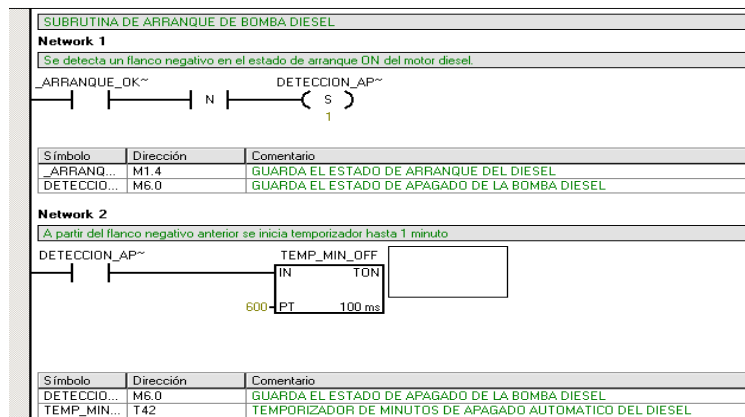 SUBRUTINA DE ARRANQUE DE BOMBA DIESEL
Network 1
Se detecta un flanco negativo en el estado de arranque ON del motor diesel.
_ARRANQUE_OK~ DETECCION_AP~
N S
1
Símbolo Dirección Comentario
_ARRANQ... M1.4 GUARDA EL ESTADO DE ARRANQUE DEL DIESEL
DETECCIO... M6.0 GUARDA EL ESTADO DE APAGADO DE LA BOMBA DIESEL
Network 2
A partir del flanco negativo anterior se inicia temporizador hasta 1 minuto
DETECCION_AP~ TEMP_MIN_OFF
IN TON
600 PT 100 ms
Símbolo Dirección Comentario
DETECCIO... M6.0 GUARDA EL ESTADO DE APAGADO DE LA BOMBA DIESEL
TEMP_MIN... T42 TEMPORIZADOR DE MINUTOS DE APAGADO AUTOMATICO DEL DIESEL